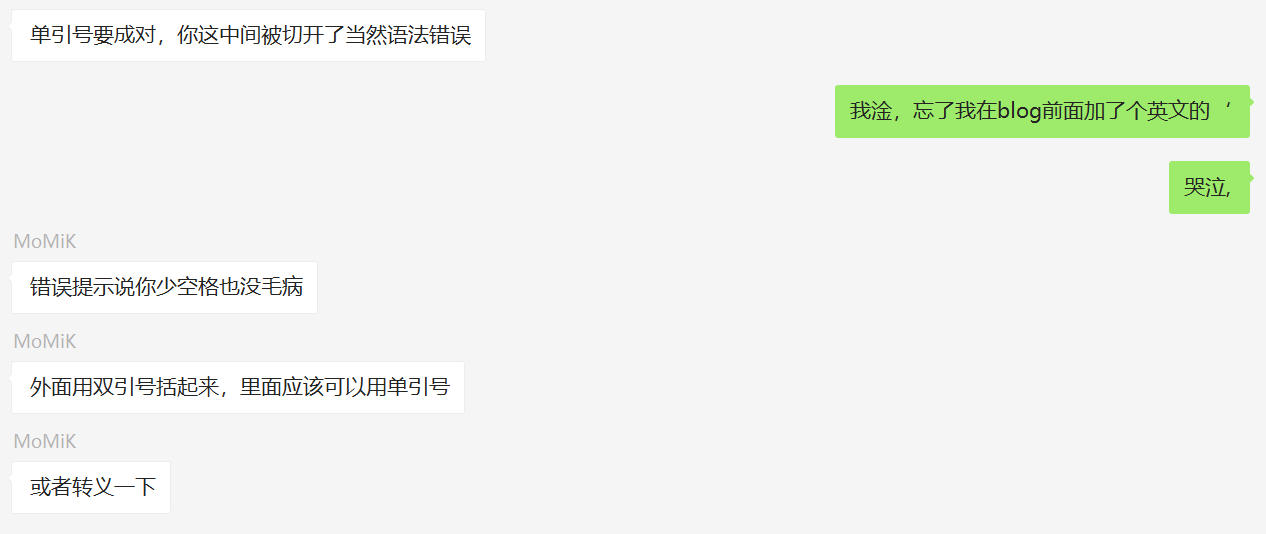 单引号要成对，你这中间被切开了当然语法错误
我淦，忘了我在blog前面加了个英文的‘
哭泣,
MoMiK
错误提示说你少空格也没毛病
MoMiK
外面用双引号括起来，里面应该可以用单引号
MoMiK
或者转义一下